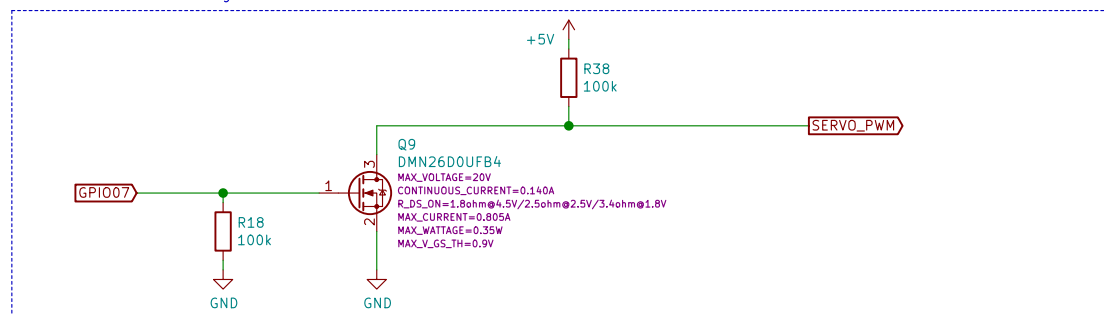 +5V
R38
100k
SERVO_PWM
Q9
DMN26D0UFB4
MAX_VOLTAGE=20V
CONTINUOUS_CURRENT=0.140A
R_DS_ON=1.8ohm@4.5V/2.5ohm@2.5V/3.4ohm@1.8V
MAX_CURRENT=0.805A
MAX_WATTAGE=0.35W
MAX_V_GS_TH=0.9V
3
1
2
GPIO07
R18
100k
GND
GND